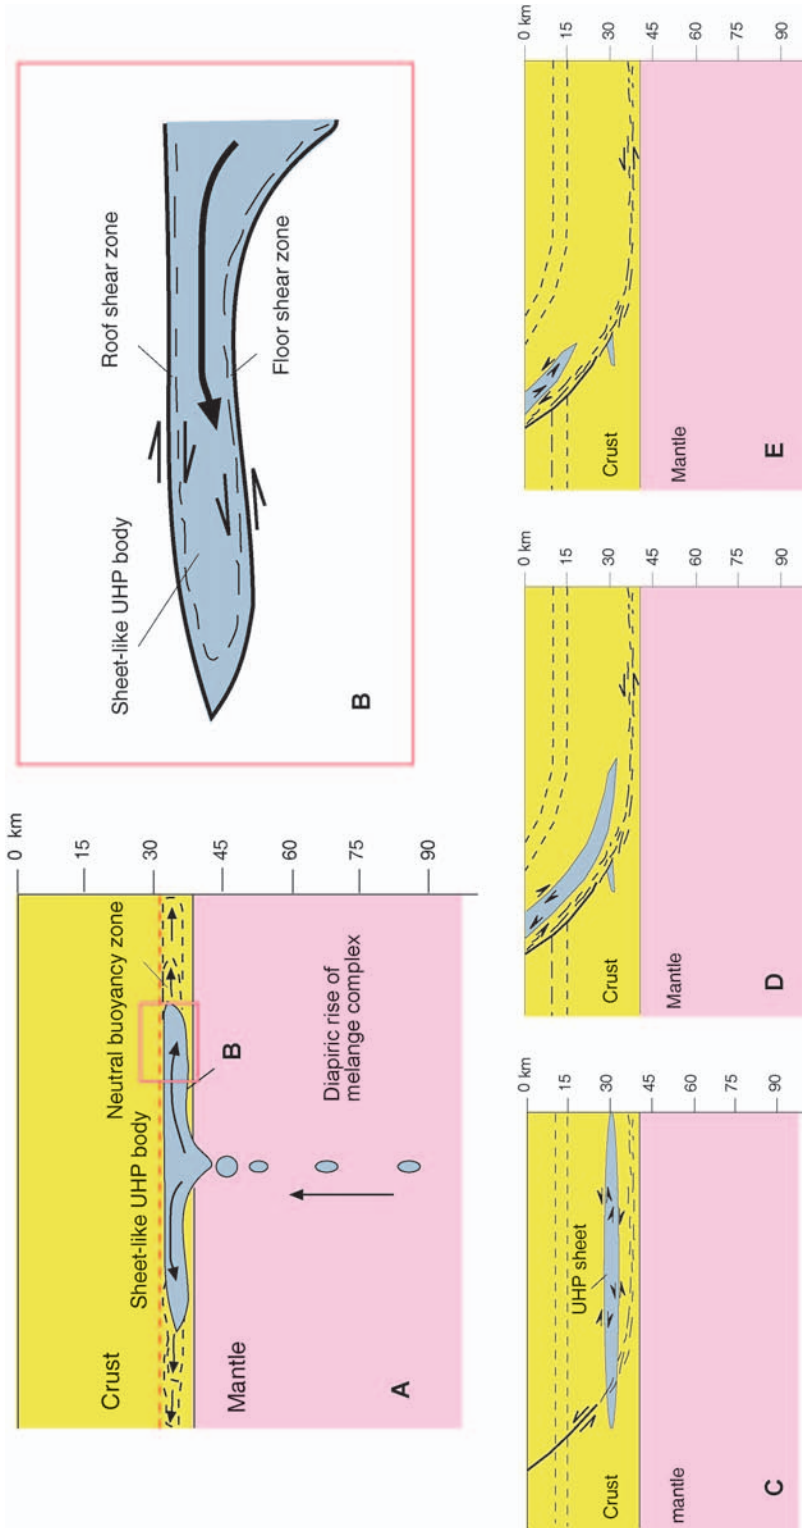 0 km
15
30
45
60
75
90
Crust
Sheet-like UHP body
Neutral buoyancy zone
Mantle
B
Diapiric rise of
melange complex
A
Roof shear zone
Sheet-like UHP body
Floor shear zone
B
0 km
15
30
45
60
75
90
UHP sheet
Crust
mantle
C
0 km
15
30
45
60
75
90
Crust
Mantle
D
0 km
15
30
45
60
75
90
Crust
Mantle
E